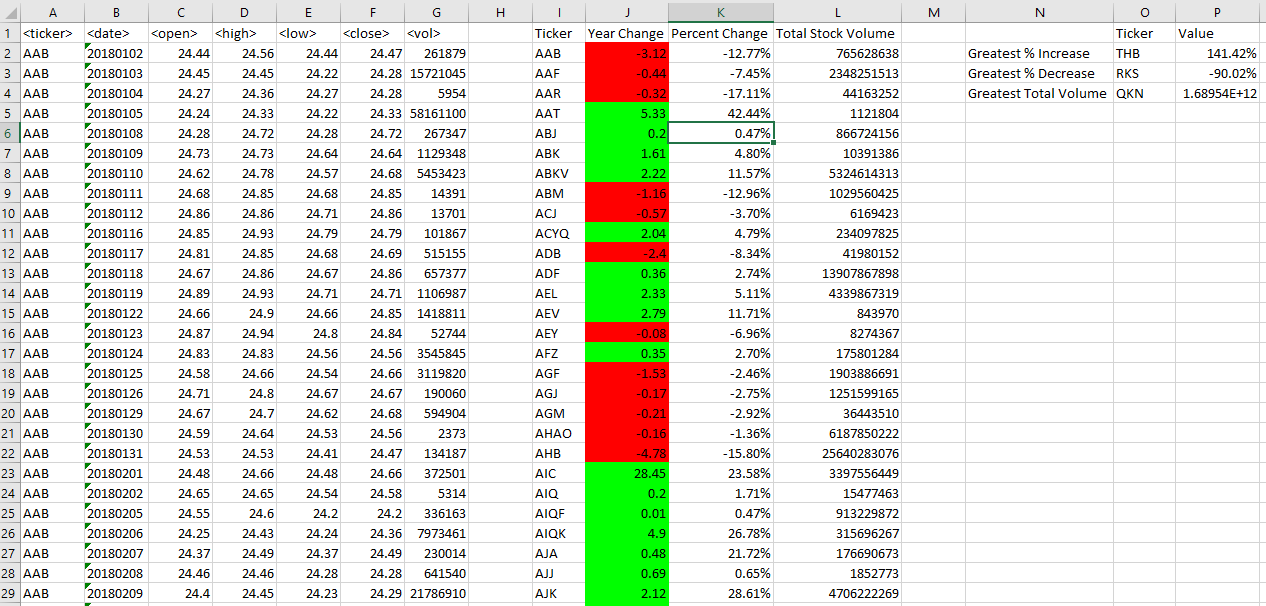 A B C D E F G H I J K L M N O P
1 <ticker> <date> <open> <high> <low> <close> <vol> Ticker Year Change Percent Change Total Stock Volume Ticker Value
2 AAB 20180102 24.44 24.56 24.44 24.47 261879 AAB -3.12 -12.77% 765628638 Greatest % Increase THB 141.42%
3 AAB 20180103 24.45 24.45 24.22 24.28 15721045 AAF -0.44 -7.45% 2348251513 Greatest % Decrease RKS -90.02%
4 AAB 20180104 24.27 24.36 24.27 24.28 5954 AAR -0.32 -17.11% 44163252 Greatest Total Volume QKN 1.68954E+12
5 AAB 20180105 24.24 24.33 24.22 24.33 58161100 AAT 5.33 42.44% 1121804
6 AAB 20180108 24.28 24.72 24.28 24.72 267347 ABJ 0.2 0.47% 866724156
7 AAB 20180109 24.73 24.73 24.64 24.64 1129348 ABK 1.61 4.80% 10391386
8 AAB 20180110 24.62 24.78 24.57 24.68 5453423 ABKV 2.22 11.57% 5324614313
9 AAB 20180111 24.68 24.85 24.68 24.85 14391 ABM -1.16 -12.96% 1029560425
10 AAB 20180112 24.86 24.86 24.71 24.86 13701 ACJ -0.57 -3.70% 6169423
11 AAB 20180116 24.85 24.93 24.79 24.79 101867 ACYQ 2.04 4.79% 234097825
12 AAB 20180117 24.81 24.85 24.68 24.69 515155 ADB -2.4 -8.34% 41980152
13 AAB 20180118 24.67 24.86 24.67 24.86 657377 ADF 0.36 2.74% 13907867898
14 AAB 20180119 24.89 24.93 24.71 24.71 1106987 AEL 2.33 5.11% 4339867319
15 AAB 20180122 24.66 24.9 24.66 24.85 1418811 AEV 2.79 11.71% 843970
16 AAB 20180123 24.87 24.94 24.8 24.84 52744 AEY -0.08 -6.96% 8274367
17 AAB 20180124 24.83 24.83 24.56 24.56 3545845 AFZ 0.35 2.70% 175801284
18 AAB 20180125 24.58 24.66 24.54 24.66 3119820 AGF -1.53 -2.46% 1903886691
19 AAB 20180126 24.71 24.8 24.67 24.67 190060 AGJ -0.17 -2.75% 1251599165
20 AAB 20180129 24.67 24.7 24.62 24.68 594904 AGM -0.21 -2.92% 36443510
21 AAB 20180130 24.59 24.64 24.53 24.56 2373 AHAO -0.16 -1.36% 6187850222
22 AAB 20180131 24.53 24.53 24.41 24.47 134187 AHB -4.78 -15.80% 25640283076
23 AAB 20180201 24.48 24.66 24.48 24.66 372501 AIC 28.45 23.58% 3397556449
24 AAB 20180202 24.65 24.65 24.54 24.58 5314 AIQ 0.2 1.71% 15477463
25 AAB 20180205 24.55 24.6 24.2 24.2 336163 AIQF 0.01 0.47% 913229872
26 AAB 20180206 24.25 24.43 24.24 24.36 7973461 AIQK 4.9 26.78% 315696267
27 AAB 20180207 24.37 24.49 24.37 24.49 230014 AJA 0.48 21.72% 176690673
28 AAB 20180208 24.46 24.46 24.28 24.28 641540 AJJ 0.69 0.65% 1852773
29 AAB 20180209 24.4 24.45 24.23 24.29 21786910 AJK 2.12 28.61% 4706222269